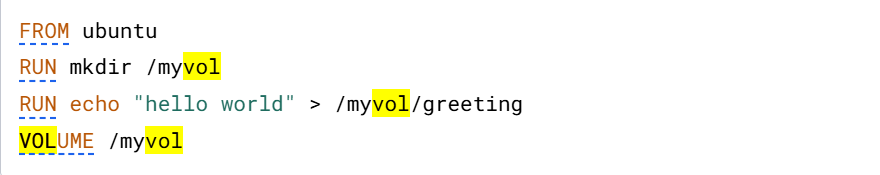 FROM ubuntu
RUN mkdir /myvol
RUN echo "hello world" > /myvol/greeting
VOLUME /myvol